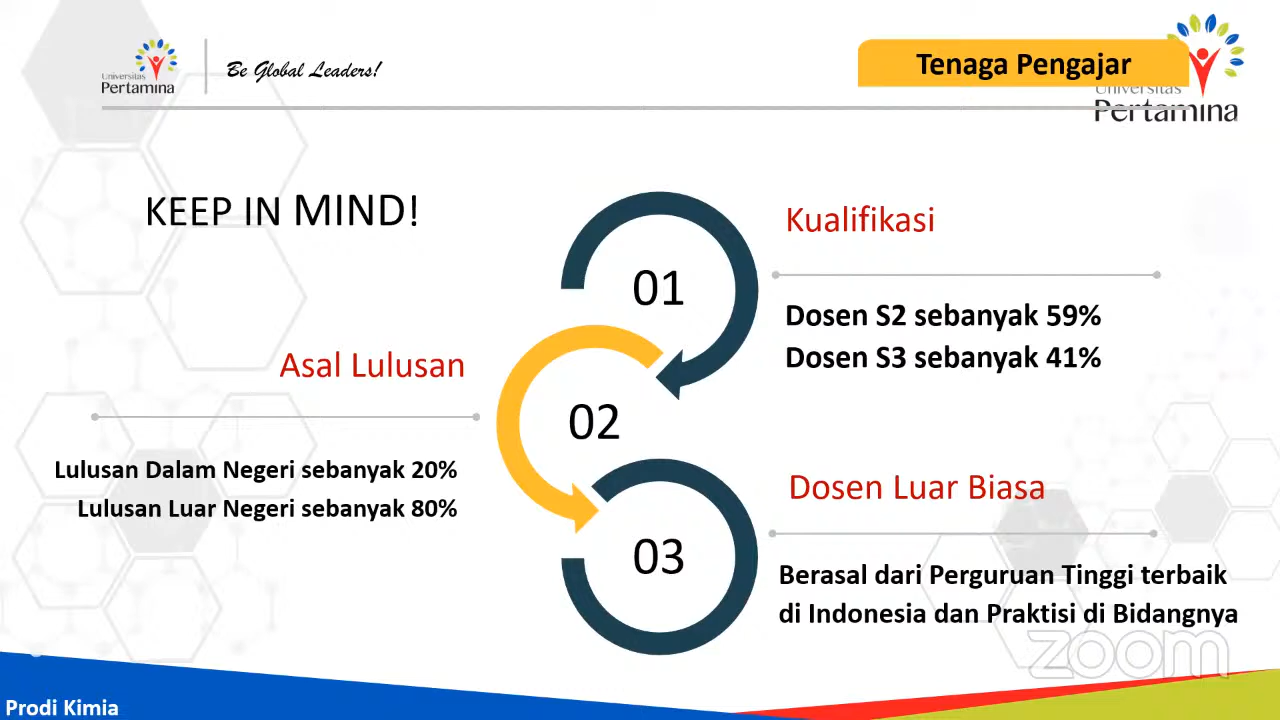 Universitas
Pertamina
Be Global Leaders!
Tenaga Pengajar
Universitas
Pertamina
KEEP IN MIND!
01
Kualifikasi
Dosen S2 sebanyak 59%
Dosen S3 sebanyak 41%
Asal Lulusan
02
Lulusan Dalam Negeri sebanyak 20%
Lulusan Luar Negeri sebanyak 80%
03
Dosen Luar Biasa
Berasal dari Perguruan Tinggi terbaik
di Indonesia dan Praktisi di Bidangnya
zoom
Prodi Kimia